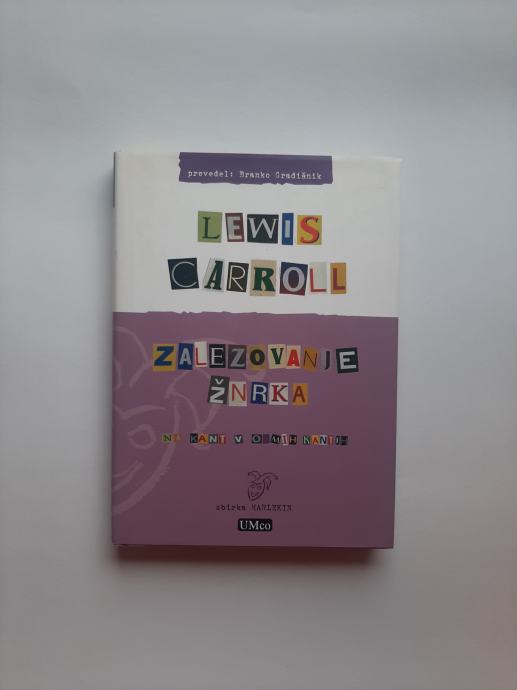 prevedel: Branko Gradišnik
LEWIS
CARROLL
ZALEZOVANJE
ŽNRKA
NA KANT V OSMIH KANTIH
zbirka HARLEKIN
UMco